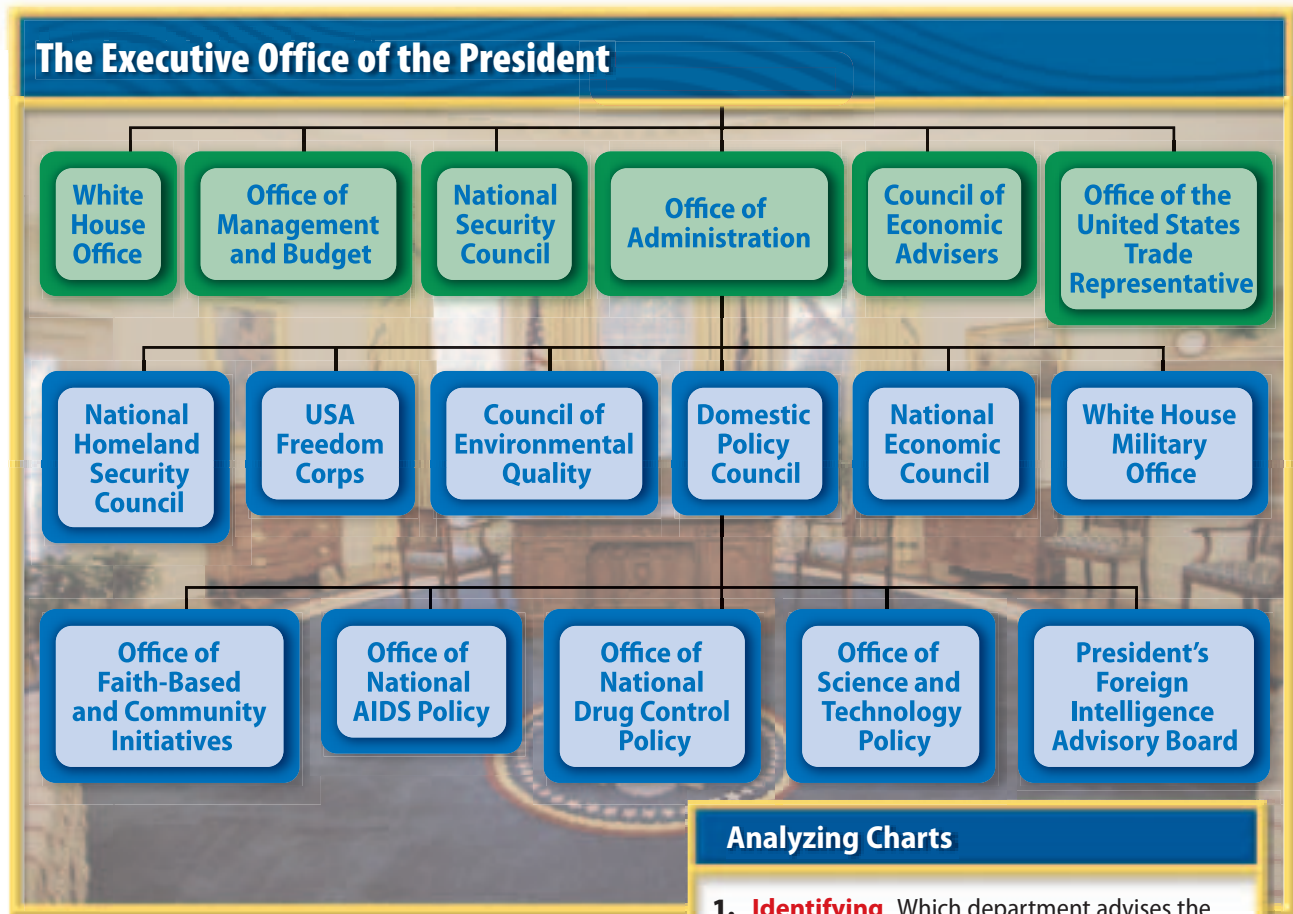 The Executive Office of the President
White
House
Office
Office of
Management
and Budget
National
Security
Council
Office of
Administration
Council of
Economic
Advisers
Office of the
United States
Trade
Representative
National
Homeland
Security
Council
USA
Freedom
Corps
Council of
Environmental
Quality
Domestic
Policy
Council
National
Economic
Council
White House
Military
Office
Office of
Faith-Based
and Community
Initiatives
Office of
National
AIDS Policy
Office of
National
Drug Control
Policy
Office of
Science and
Technology
Policy
President’s
Foreign
Intelligence
Advisory Board
Analyzing Charts
1. Identifying Which department advises the